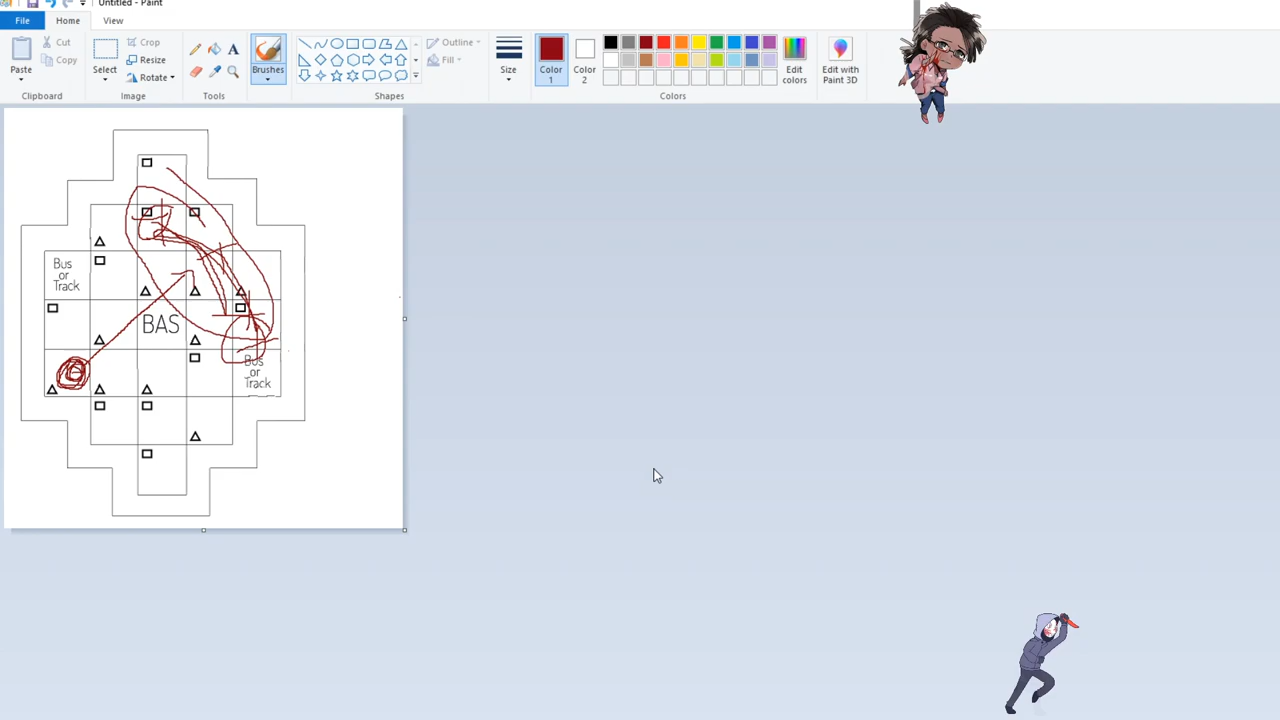 Untitled - Paint
File Home View
Paste
Cut
Copy
Clipboard
Select
Crop
Resize
Rotate
Image
A
Tools
Brushes
Shapes
Outline
Fill
Size
Color
1
Color
2
Colors
Edit
colors
Edit with
Paint 3D
Bus
or
Track
BAS
Bus
or
Track